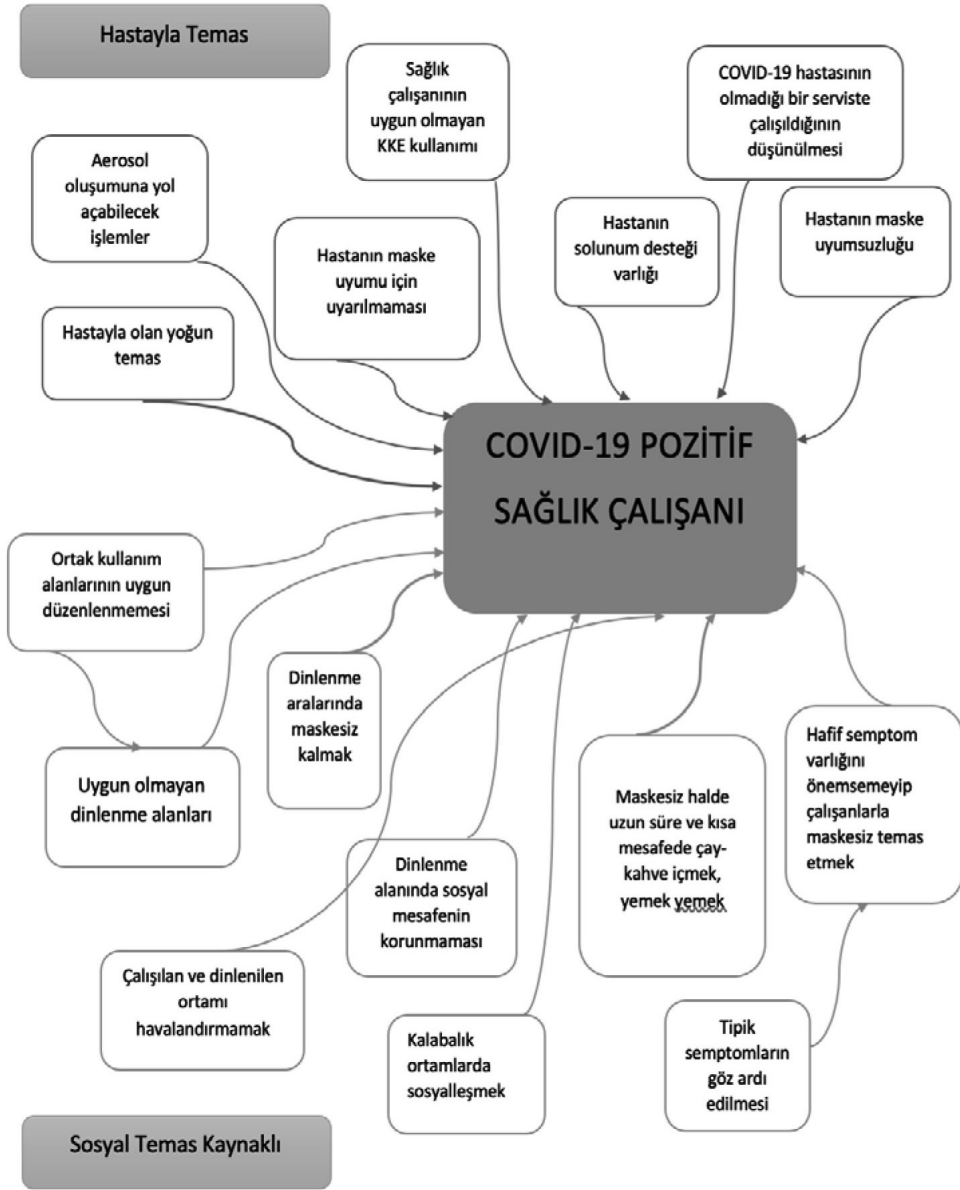 Hastayla Temas
Sağlık
çalışanının
uygun olmayan
KKE kullanımı
COVID-19 hastasının
olmadığı bir serviste
çalışıldığının
düşünülmesi
Aerosol
oluşumuna yol
açabilecek
işlemler
Hastanın maske
uyumu için
uyarılmaması
Hastanın
solunum desteği
varlığı
Hastanın maske
uyumsuzluğu
Hastayla olan yoğun
temas
COVID-19 POZİTİF
SAĞLIK ÇALIŞANI
Ortak kullanım
alanlarının uygun
düzenlenmemesi
Uygun olmayan
dinlenme alanları
Dinlenme
aralarında
maskesiz
kalmak
Dinlenme
alanında sosyal
mesafenin
korunmaması
Maskesiz halde
uzun süre ve kısa
mesafede çay-
kahve içmek,
yemek yemek
Hafif semptom
varlığını
önemsemeyip
çalışanlarla
maskesiz temas
etmek
Çalışılan ve dinlenilen
ortamı
havalandırmamak
Kalabalık
ortamlarda
sosyalleşmek
Tipik
semptomların
göz ardı
edilmesi
Sosyal Temas Kaynaklı